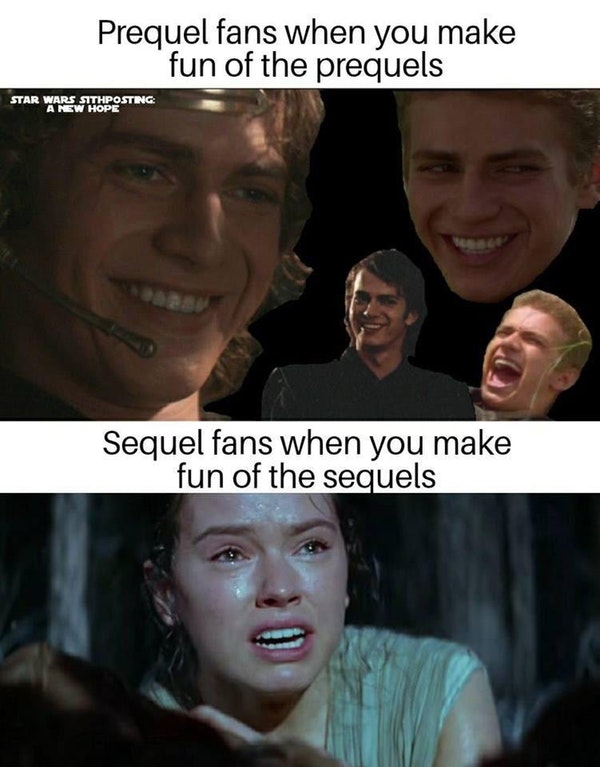 Prequel fans when you make
fun of the prequels
STAR WARS SITHPOSTING:
A NEW HOPE
Sequel fans when you make
fun of the sequels